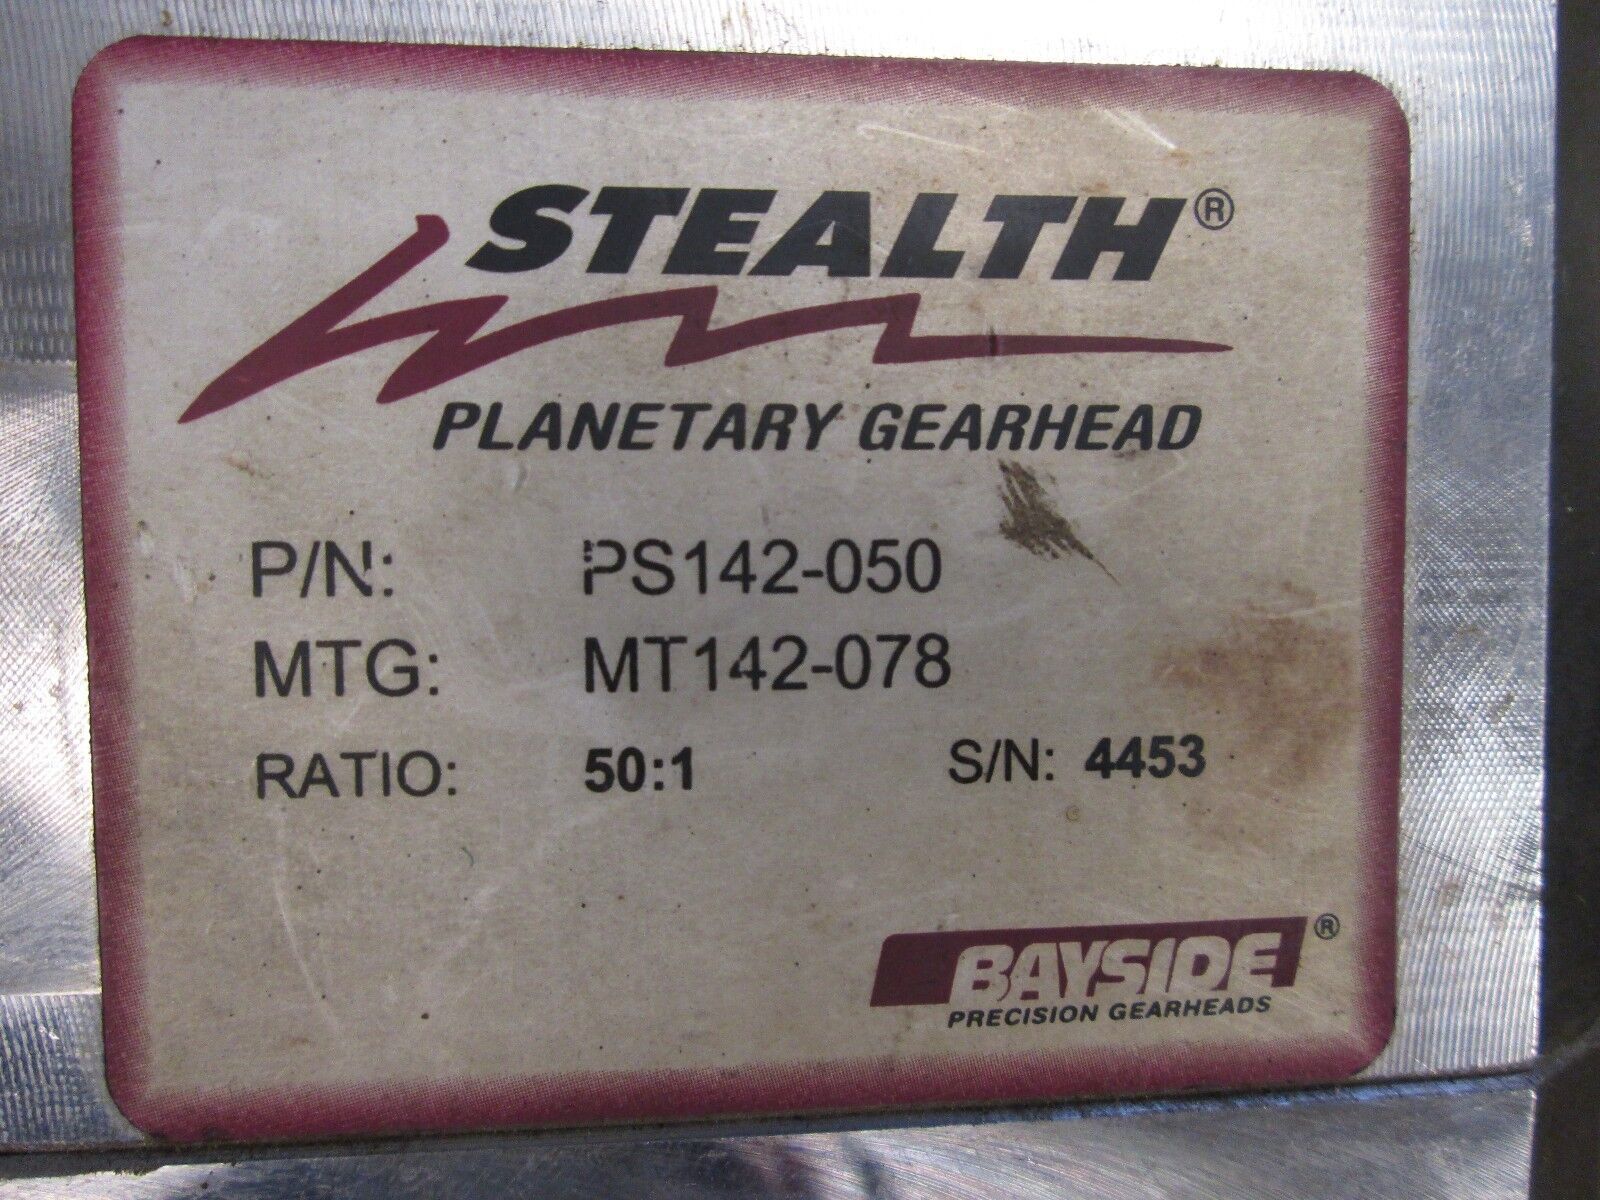 STEALTH®
PLANETARY GEARHEAD
P/N: PS142-050
MTG: MT142-078
RATIO: 50:1 S/N: 4453
BAYSIDE®
PRECISION GEARHEADS